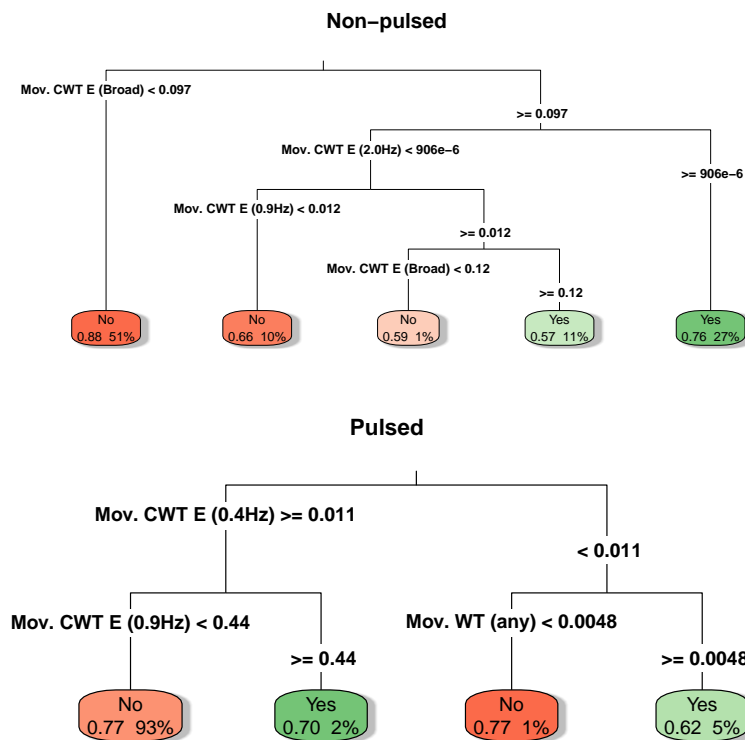 Non−pulsed
Mov. CWT E (Broad) < 0.097
>= 0.097
Mov. CWT E (2.0Hz) < 906e−6
>= 906e−6
Mov. CWT E (0.9Hz) < 0.012
>= 0.012
Mov. CWT E (Broad) < 0.12
>= 0.12
No
0.88 51%
No
0.66 10%
No
0.59 1%
Yes
0.57 11%
Yes
0.76 27%
Pulsed
Mov. CWT E (0.4Hz) >= 0.011
< 0.011
Mov. CWT E (0.9Hz) < 0.44
>= 0.44
Mov. WT (any) < 0.0048
>= 0.0048
No
0.77 93%
Yes
0.70 2%
No
0.77 1%
Yes
0.62 5%